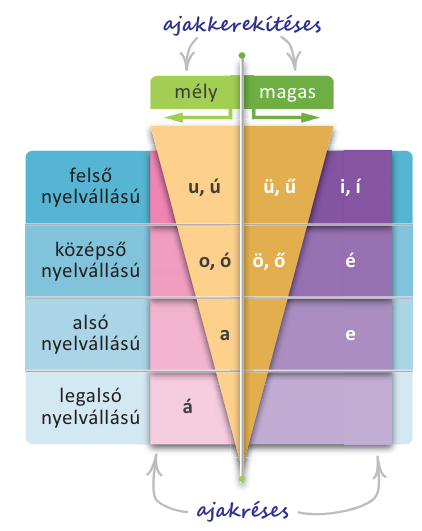 ajakkerekítéses
mély magas
felső
nyelvállású
u, ú ü, ű i, í
középső
nyelvállású
o, ó ö, ő é
alsó
nyelvállású
a e
legalsó
nyelvállású
á
ajakréses